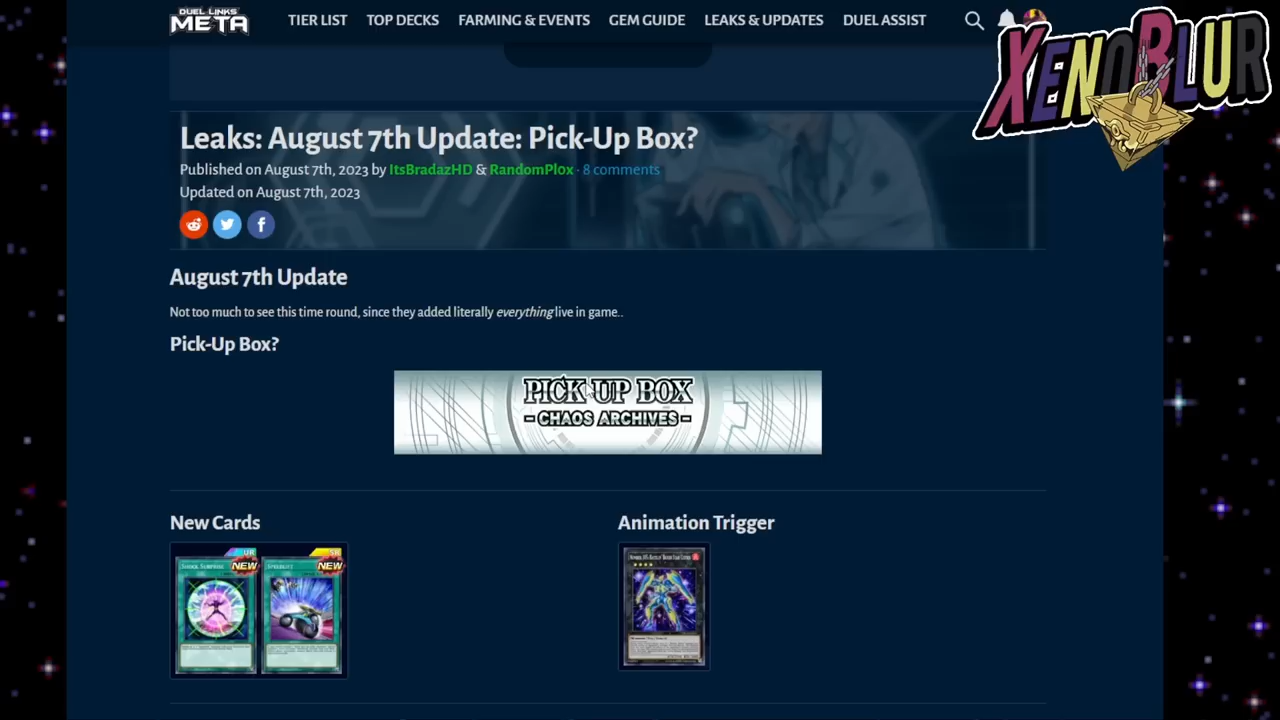 DUEL LINKS
META
TIER LIST
TOP DECKS
FARMING & EVENTS
GEM GUIDE
LEAKS & UPDATES
DUEL ASSIST
XENOBLUR
Leaks: August 7th Update: Pick-Up Box?
Published on August 7th, 2023 by ItsBradazHD & RandomPlox · 8 comments
Updated on August 7th, 2023
August 7th Update
Not too much to see this time round, since they added literally everything live in game..
Pick-Up Box?
PICK UP BOX
- CHAOS ARCHIVES -
New Cards
Animation Trigger
UR
SR
NEW
NEW